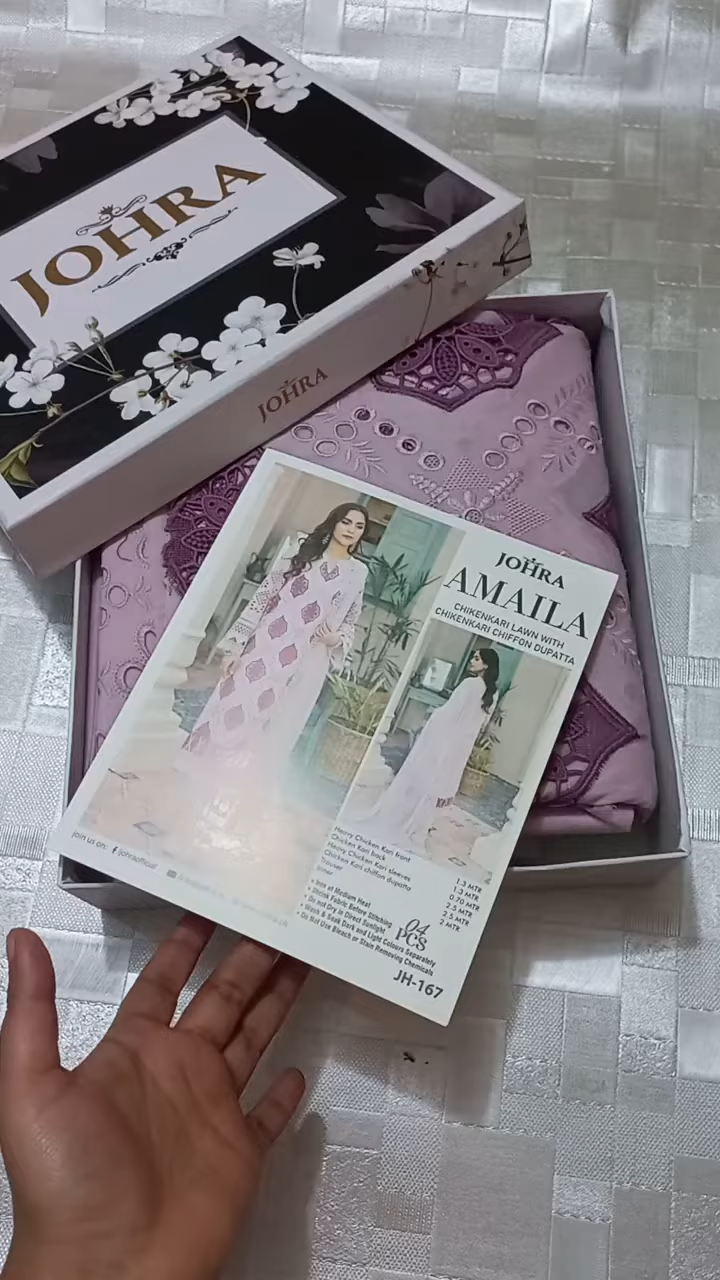 JOHRA
JOHRA
JOHRA
AMAILA
CHIKENKARI LAWN WITH
CHIKENKARI CHIFFON DUPATTA
Heavy Chicken Kari front 1.3 MTR
Chicken Kari back 1.3 MTR
Heavy Chicken Kari sleeves 0.70 MTR
Chicken Kari chiffon dupatta 2.5 MTR
Trouser 2.5 MTR
Inner 2 MTR
• Iron at Medium Heat
• Shrink Fabric Before Stitching
• Do not Dry in Direct Sunlight
• Wash & Soak Dark and Light Colours Separately
• Do Not Use Bleach or Stain Removing Chemicals
04
PCS
JH-167
join us on: johraofficial